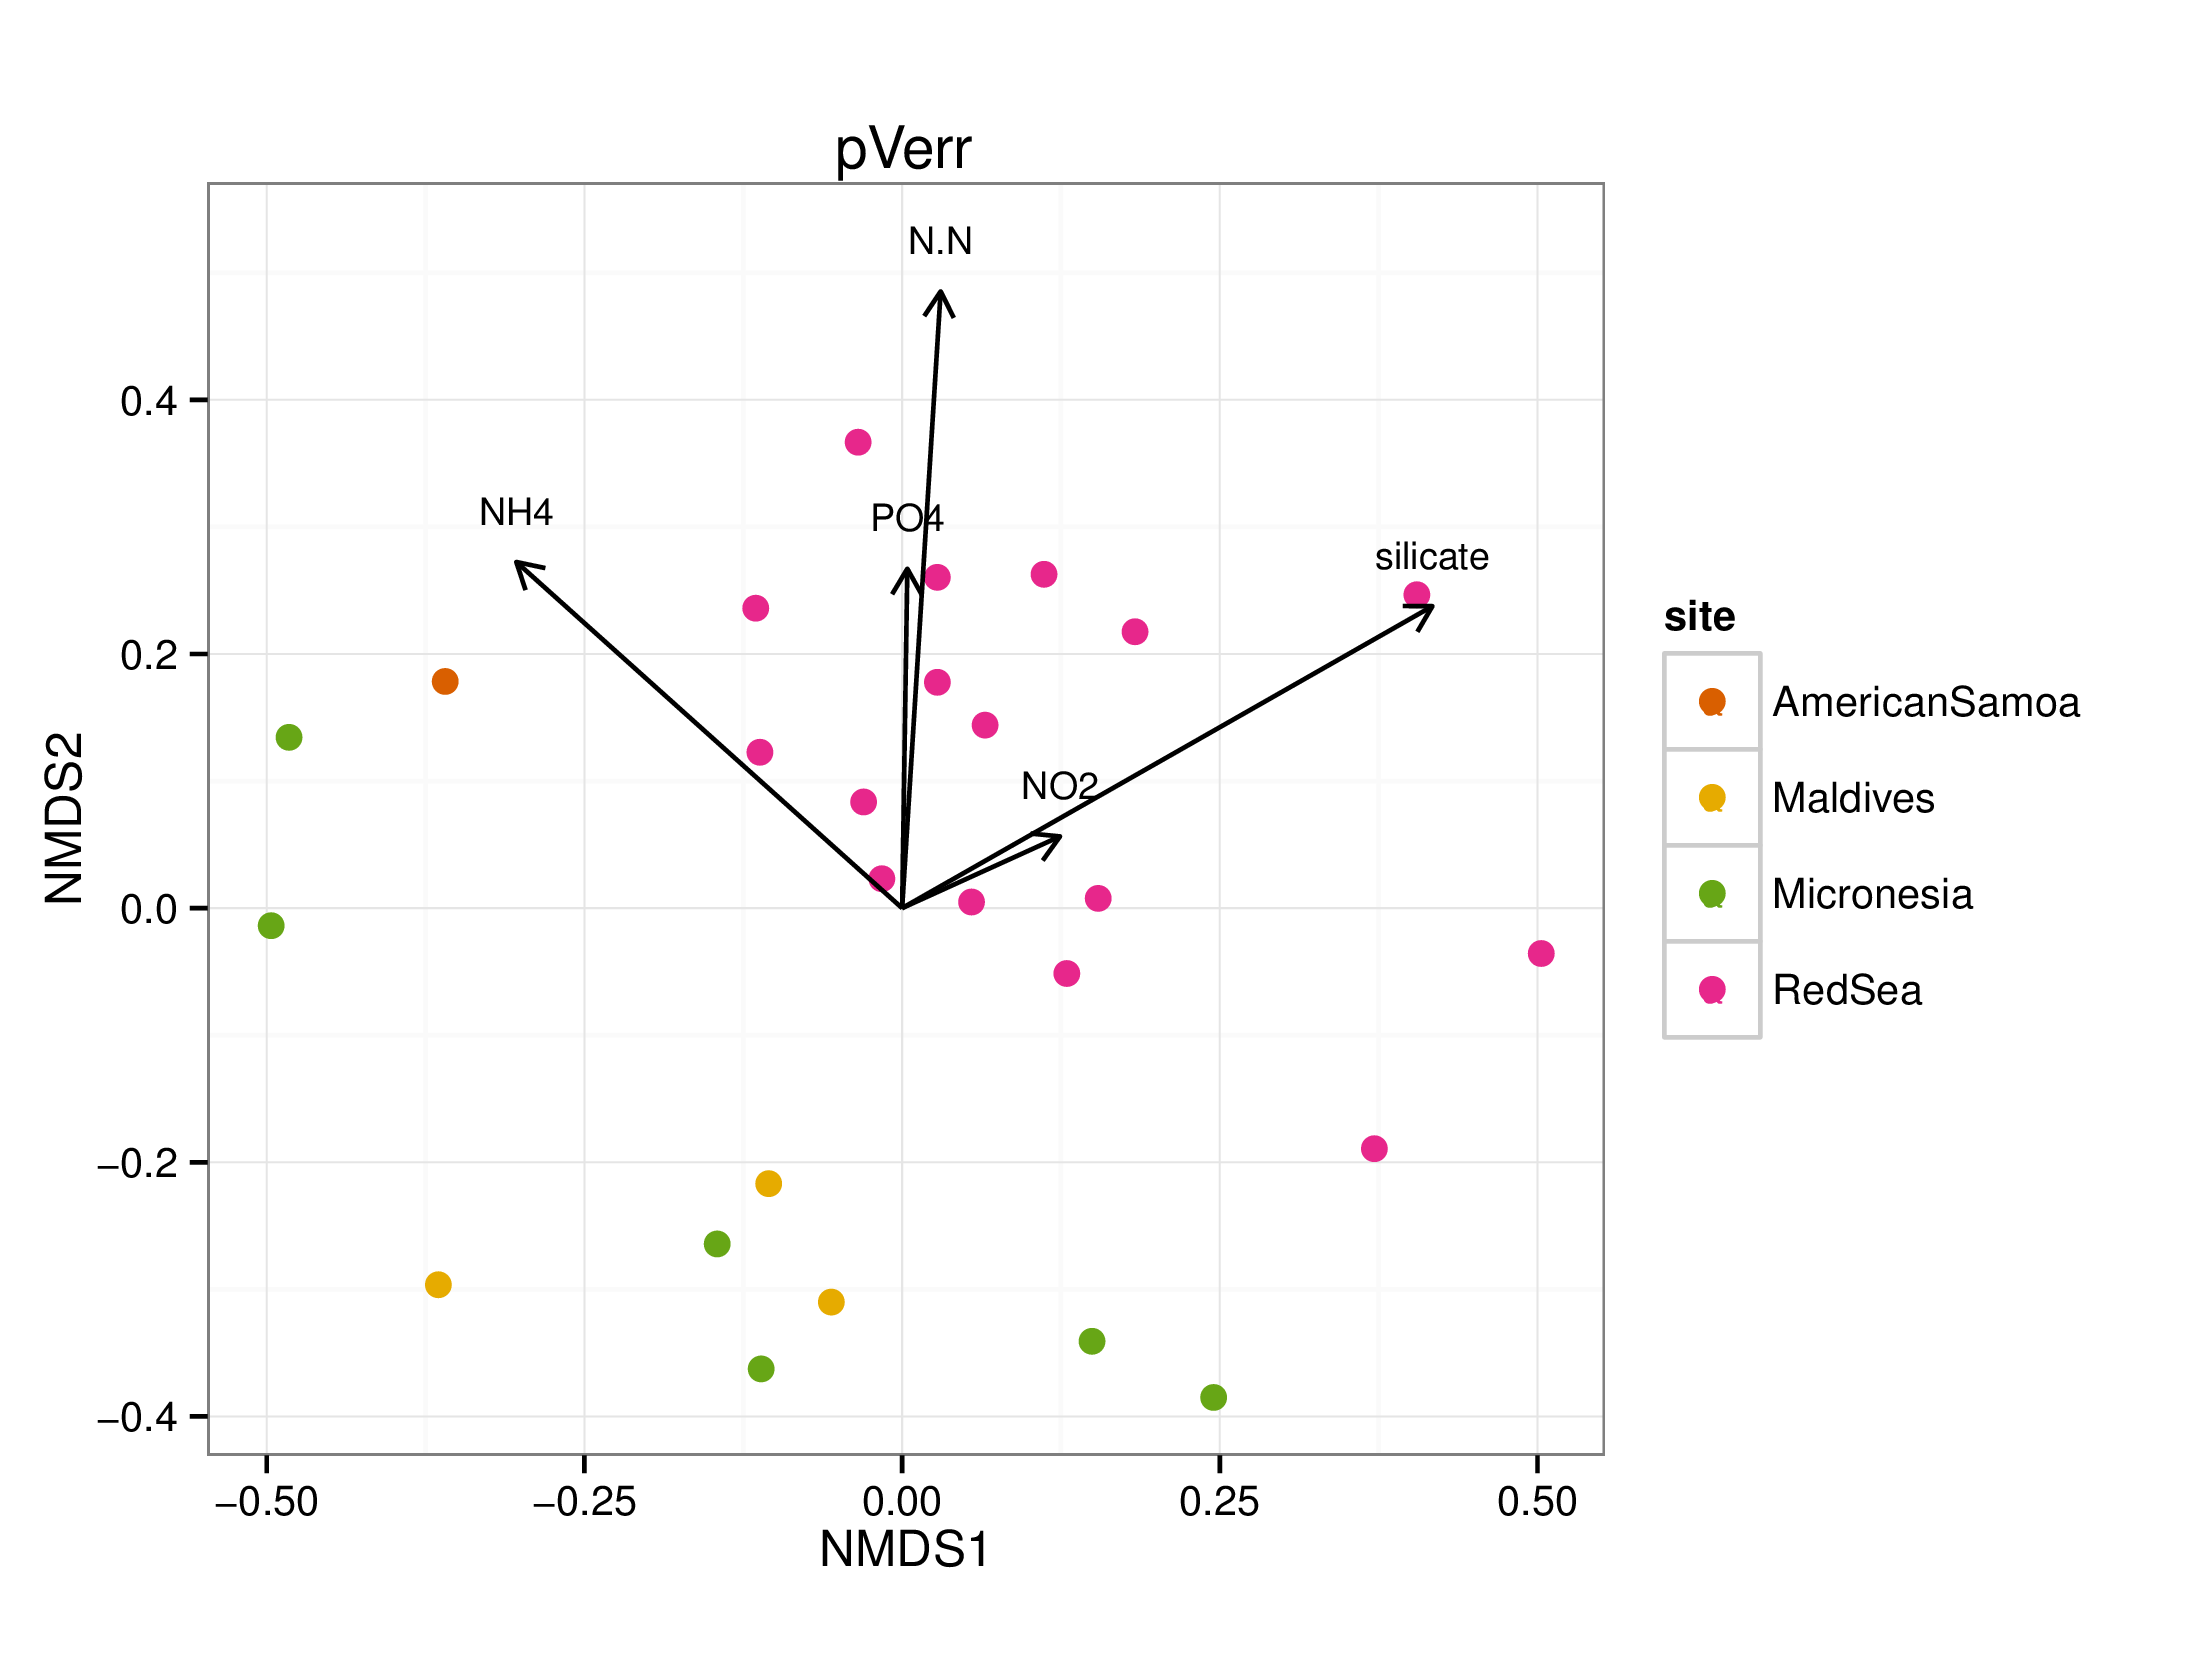 pVerr
N.N
NH4
PO4
silicate
NO2
0.4
0.2
0.0
−0.2
−0.4
NMDS2
−0.50
−0.25
0.00
0.25
0.50
NMDS1
site
AmericanSamoa
Maldives
Micronesia
RedSea